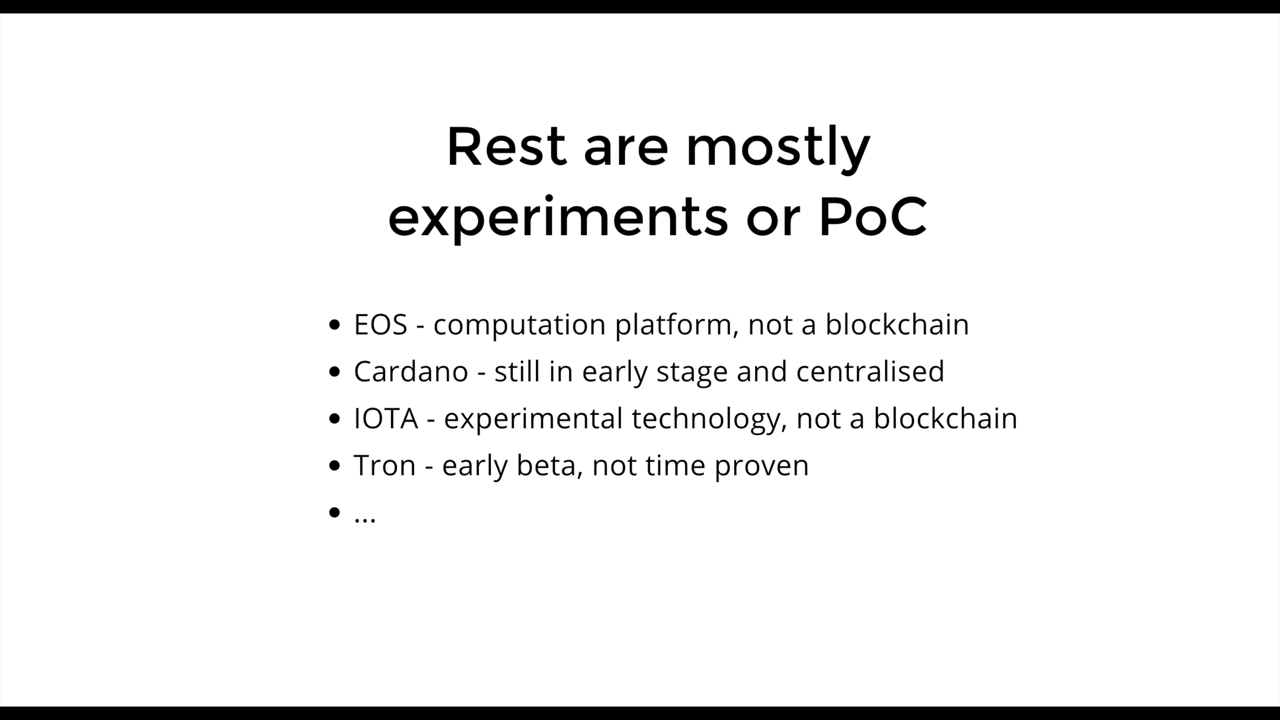 Rest are mostly
experiments or PoC
• EOS - computation platform, not a blockchain
• Cardano - still in early stage and centralised
• IOTA - experimental technology, not a blockchain
• Tron - early beta, not time proven
• ...